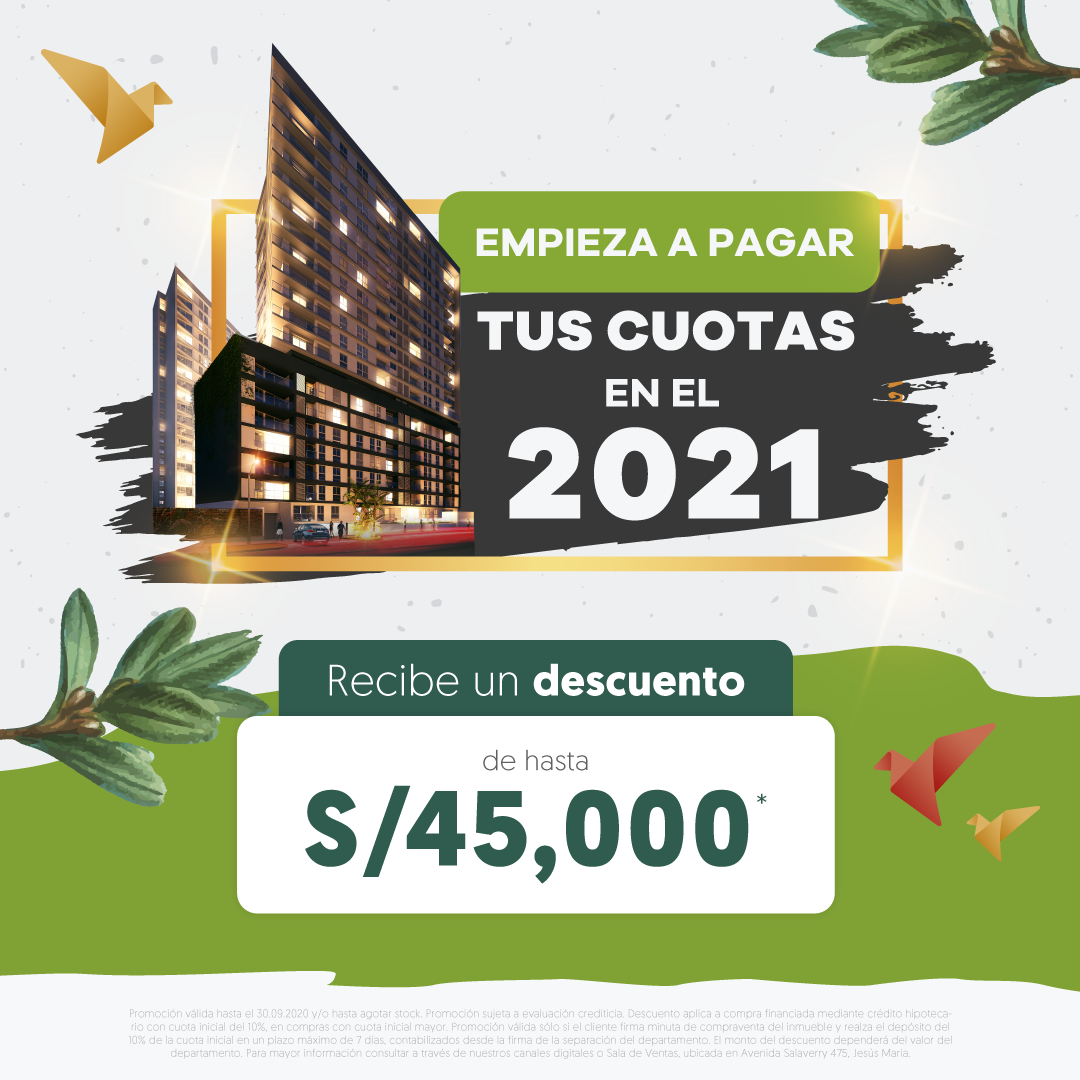 EMPIEZA A PAGAR
TUS CUOTAS
EN EL
2021
Recibe un descuento
de hasta
S/45,000*
Promoción válida hasta el 30.09.2020 y/o hasta agotar stock. Promoción sujeta a evaluación crediticia. Descuento aplica a compra financiada mediante crédito hipoteca-
rio con cuota inicial del 10%, en compras con cuota inicial mayor. Promoción válida sólo si el cliente firma minuta de compraventa del inmueble y realza el depósito del
10% de la cuota inicial en un plazo máximo de 7 días, contabilizados desde la firma de la separación del departamento. El monto del descuento dependerá del valor del
departamento. Para mayor información consultar a través de nuestros canales digitales o Sala de Ventas, ubicada en Avenida Salaverry 475, Jesús María.